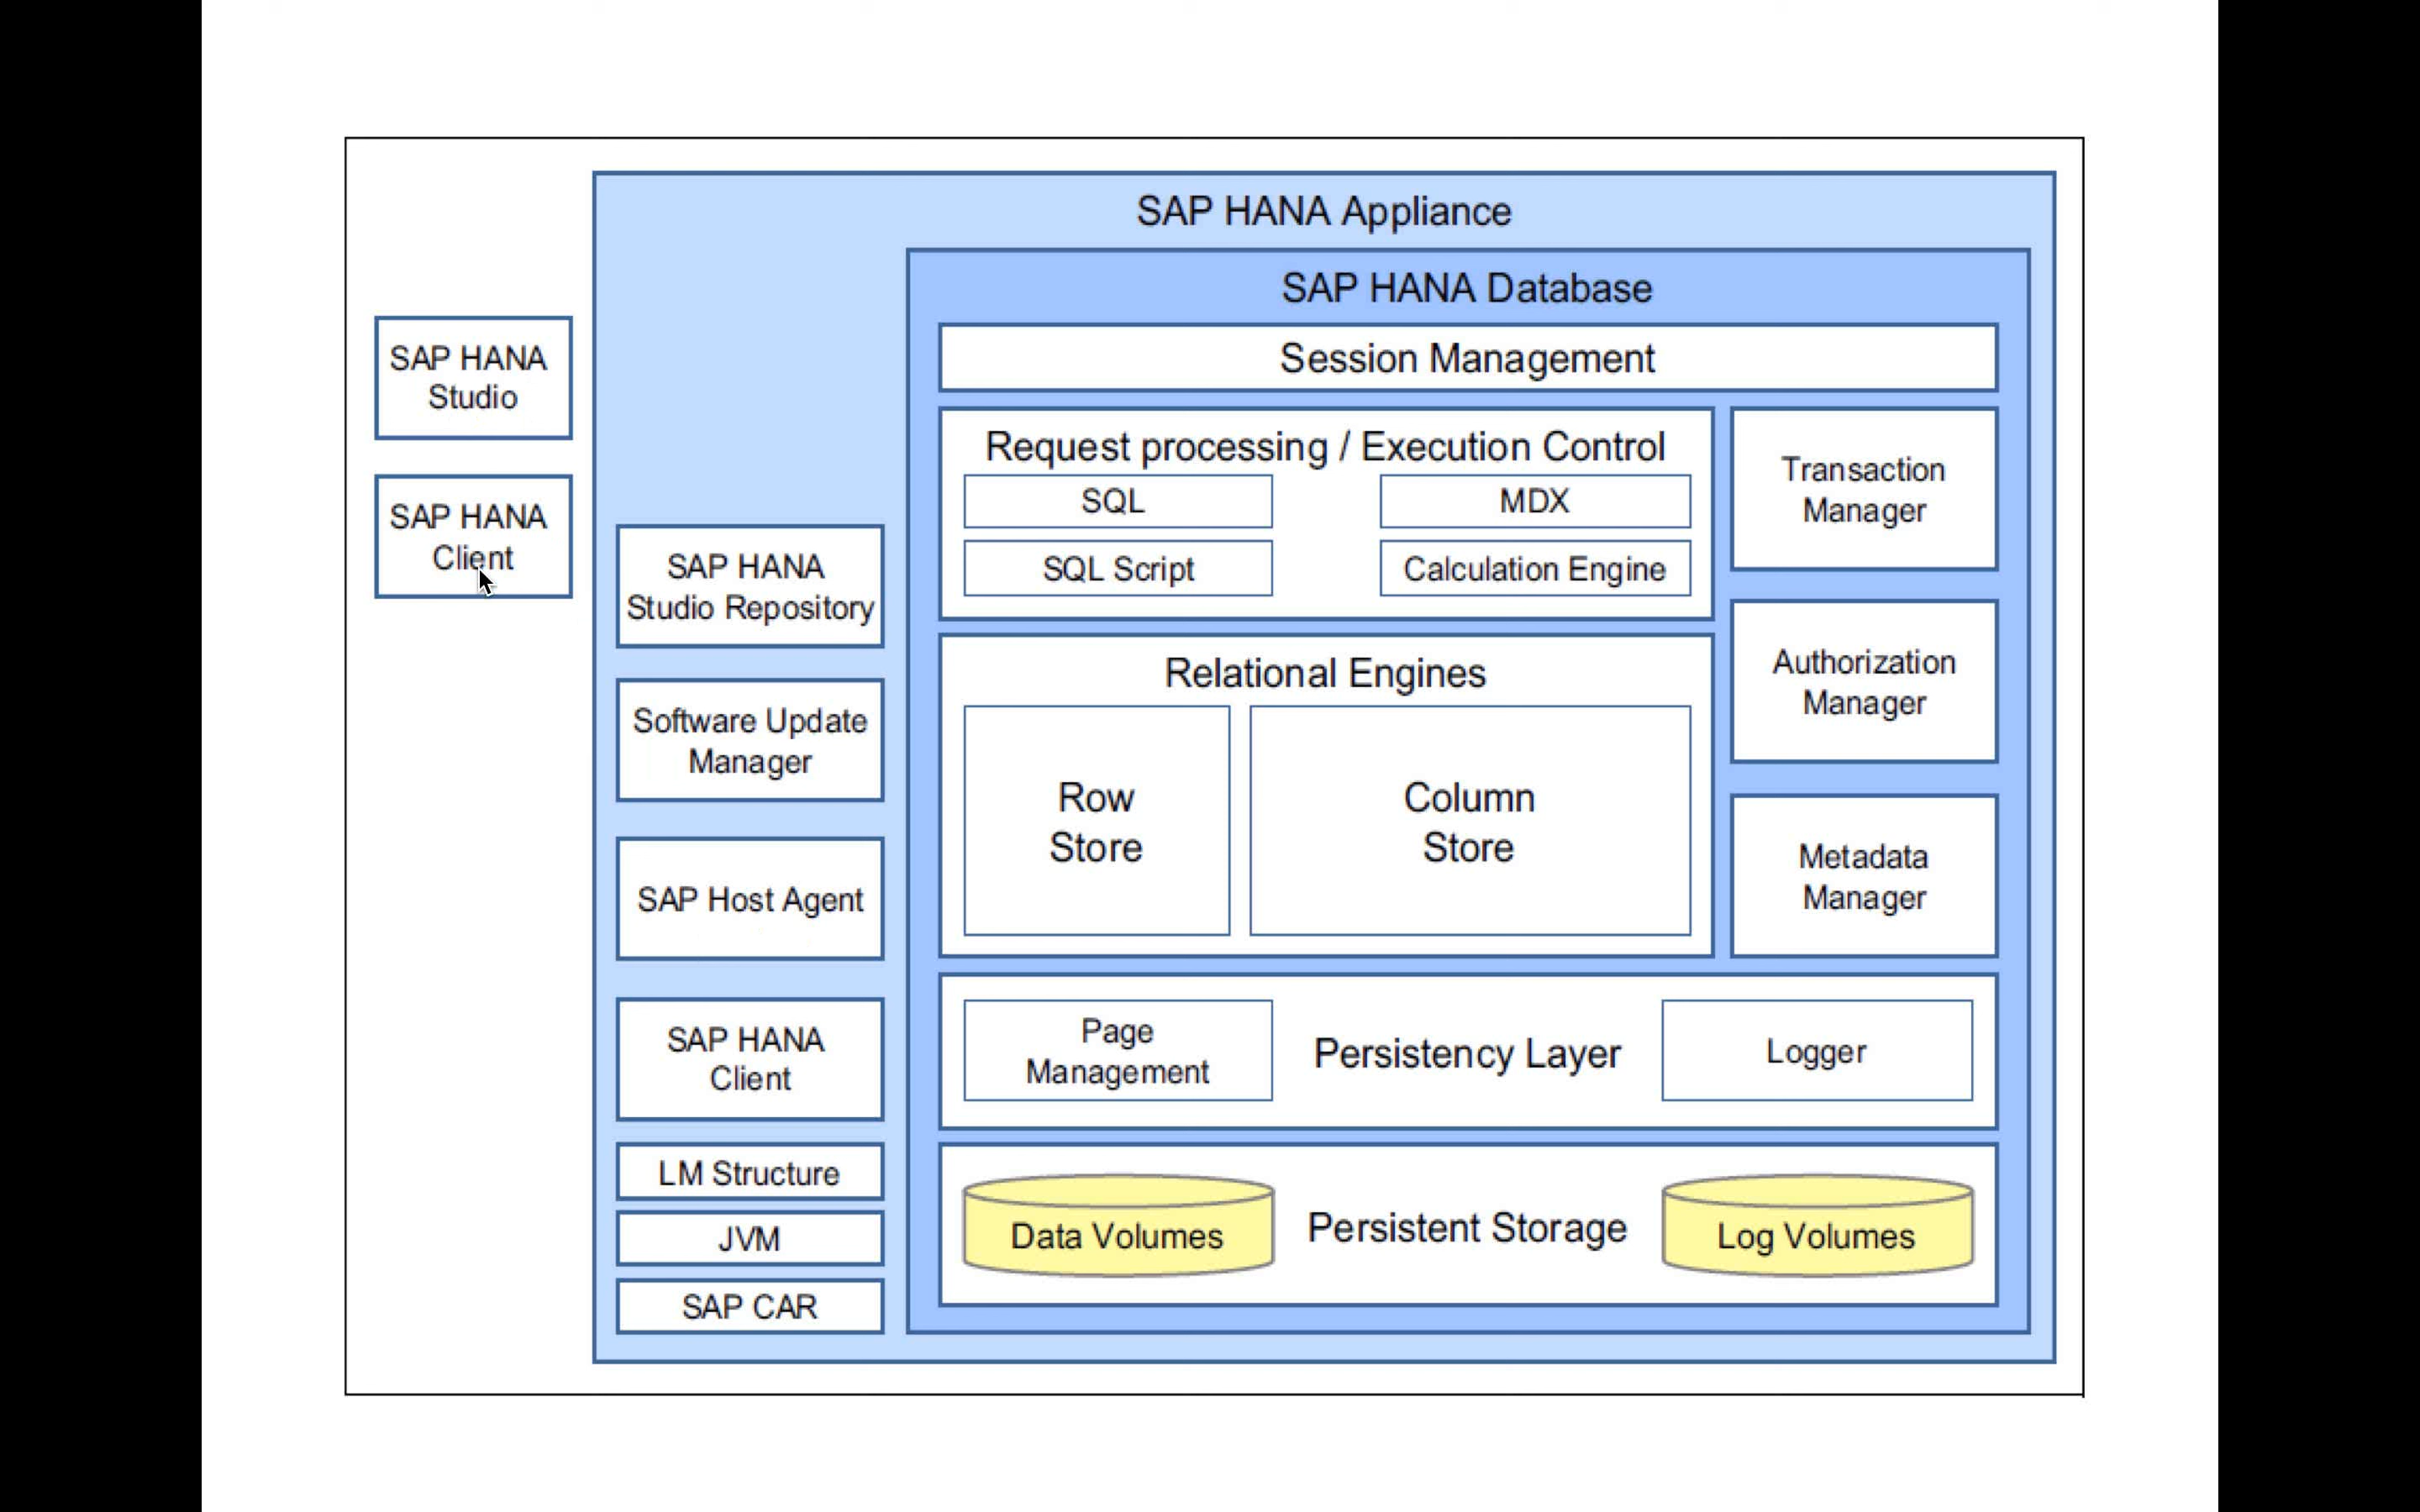 SAP HANA Appliance
SAP HANA Database
SAP HANA
Studio
SAP HANA
Client
SAP HANA
Studio Repository
Software Update
Manager
SAP Host Agent
SAP HANA
Client
LM Structure
JVM
SAP CAR
Session Management
Request processing / Execution Control
SQL
MDX
SQL Script
Calculation Engine
Transaction
Manager
Authorization
Manager
Metadata
Manager
Relational Engines
Row
Store
Column
Store
Page
Management
Persistency Layer
Logger
Data Volumes
Persistent Storage
Log Volumes